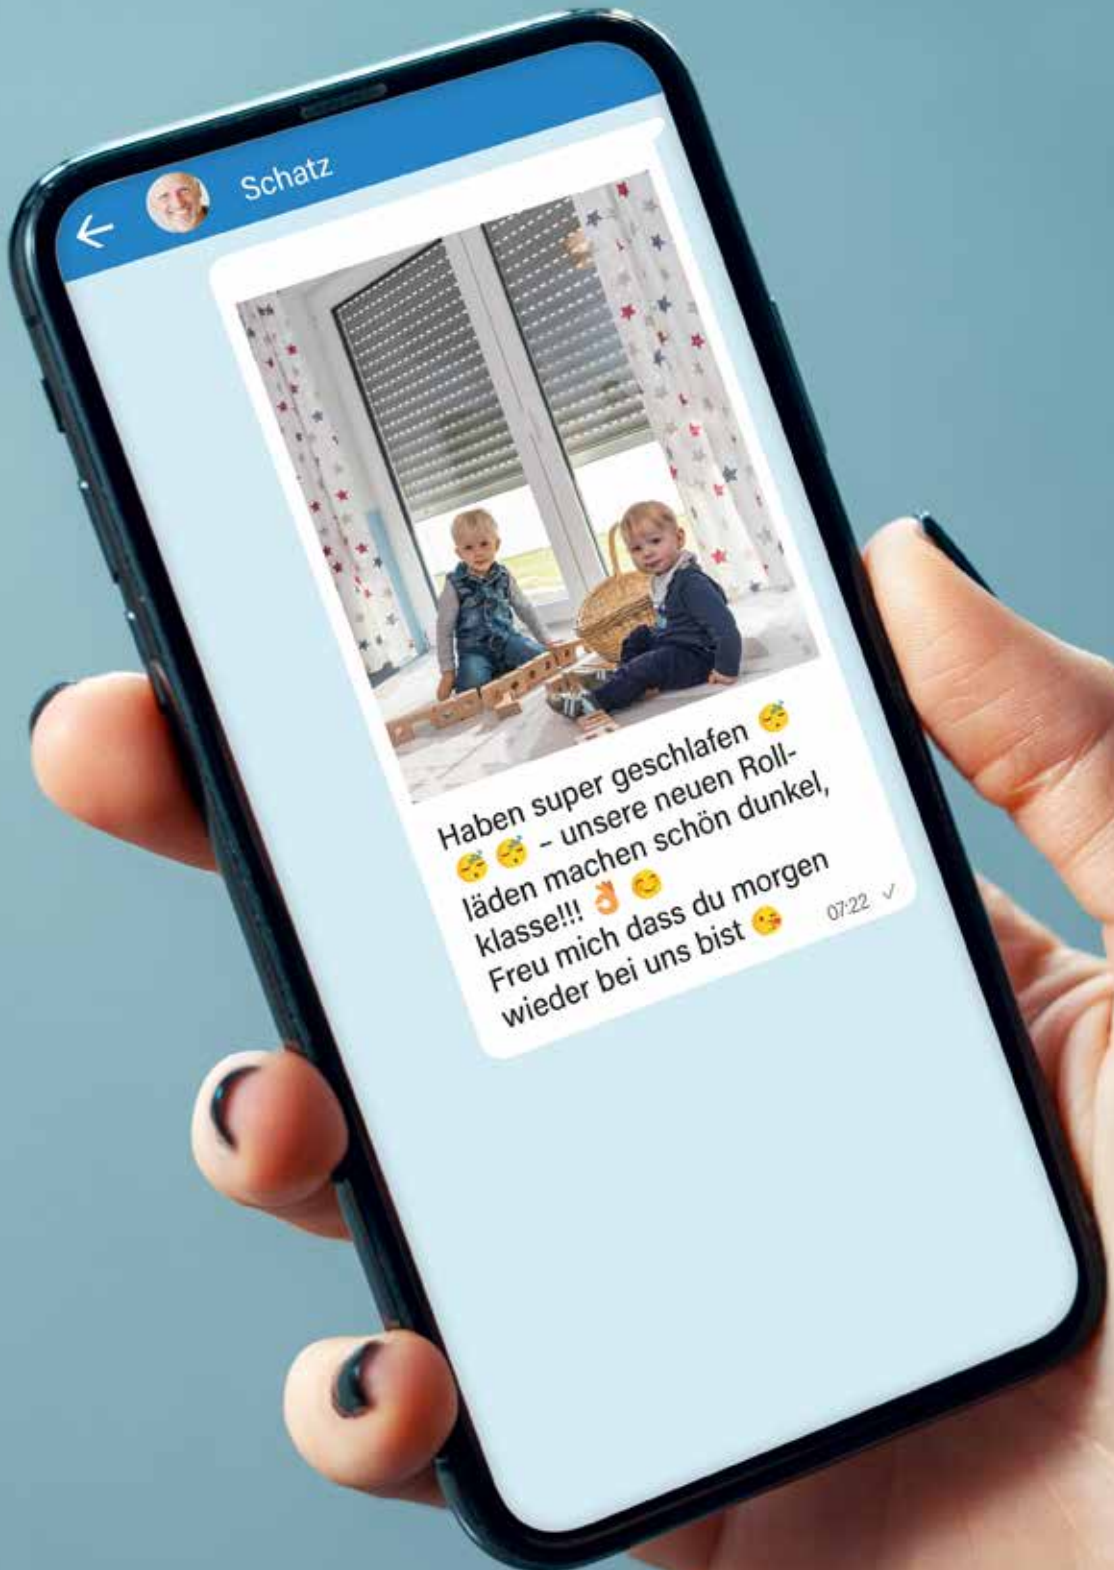 Schatz
Haben super geschlafen 😴
😴 😴 – unsere neuen Roll-
läden machen schön dunkel,
klasse!!! 👌 😊
Freu mich dass du morgen
wieder bei uns bist 😘
07:22 ✓